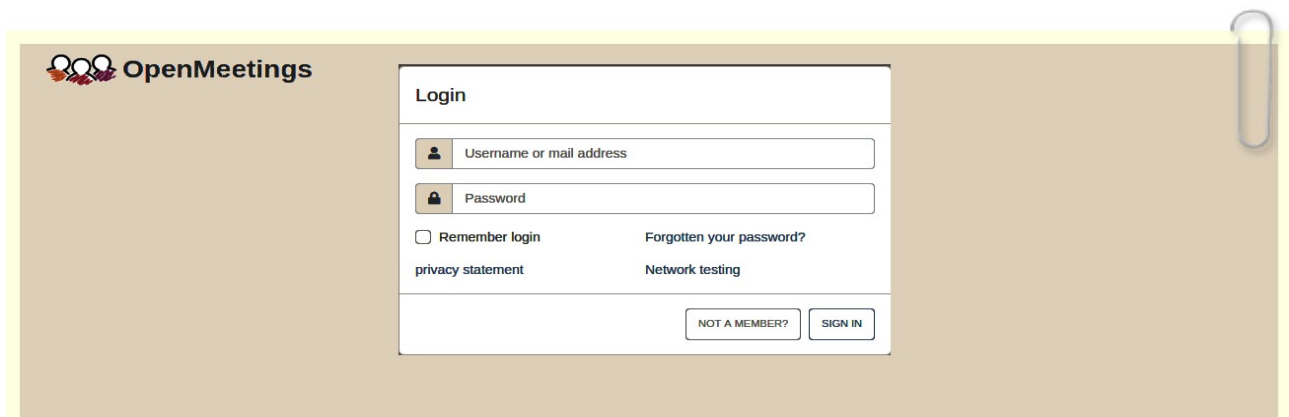 OpenMeetings
Login
Username or mail address
Password
Remember login
Forgotten your password?
privacy statement
Network testing
NOT A MEMBER?
SIGN IN